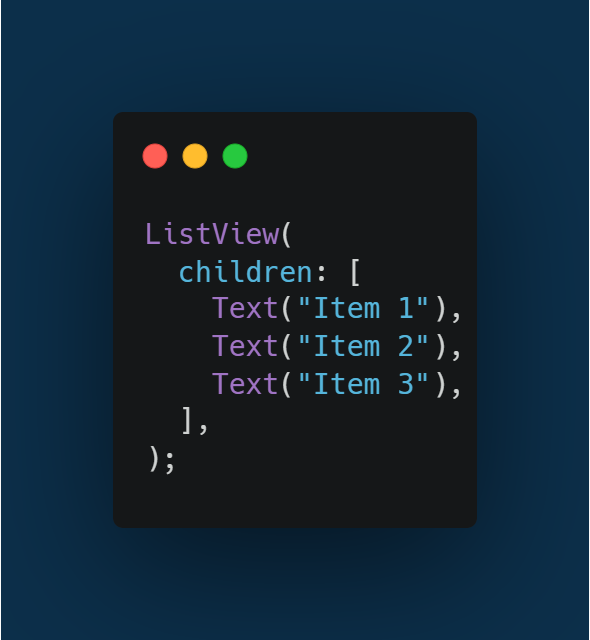 ListView(
  children: [
    Text("Item 1"),
    Text("Item 2"),
    Text("Item 3"),
  ],
);